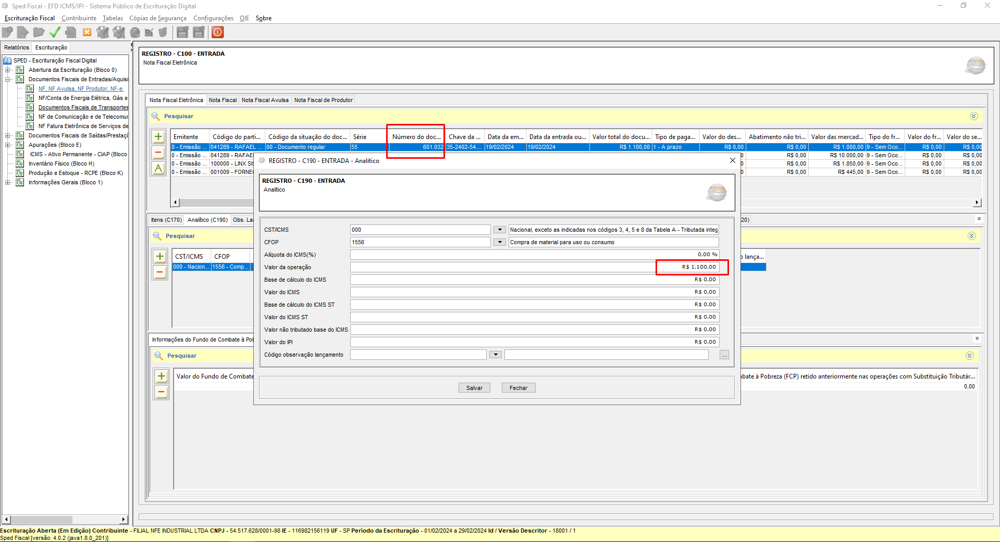 Sped Fiscal - EFD ICMS/IPI - Sistema Público de Escrituração Digital
Escrituração Fiscal Contribuinte Tabelas Cópias de Segurança Configurações OIE Sobre
Relatórios Escrituração
SPED - Escrituração Fiscal Digital
Abertura da Escrituração (Bloco 0)
Documentos Fiscais de Entradas/Aquisi
NF, NF Avulsa, NF Produtor, NF-e
NF/Conta de Energia Elétrica, Gás e
Documentos Fiscais de Transportes
NF de Comunicação e de Telecomur
NF Fatura Eletrônica de Serviços de
Documentos Fiscais de Saídas/Prestaçõ
Apurações (Bloco E)
ICMS - Ativo Permanente - CIAP (Bloco
Inventário Físico (Bloco H)
Produção e Estoque - RCPE (Bloco K)
Informações Gerais (Bloco 1)
REGISTRO - C100 - ENTRADA
Nota Fiscal Eletrônica
Nota Fiscal Eletrônica Nota Fiscal Nota Fiscal Avulsa Nota Fiscal de Produtor
Pesquisar
Emitente Código do parti... Código da situação do doc... Série Número do doc... Chave da ... Data da em... Data da entrada ou... Valor total do docu... Tipo de paga... Valor do des... Abatimento não tri... Valor das mercad... Tipo do fr... Valor do fr... Valor do se...
0 - Emissão ... 041289 - RAFAEL ... 00 - Documento regular 55 601.032 35-2402-54.... 19/02/2024 19/02/2024 R$ 1.100,00 1 - A prazo R$ 0,00 R$ 0,00 R$ 1.000,00 9 - Sem Oco... R$ 0,00 R$ 0,00
0 - Emissão ... 041289 - RAFAE R$ 0,00 R$ 10.000,00 9 - Sem Oco... R$ 0,00 R$ 0,00
0 - Emissão ... 100000 - LINX SIS R$ 0,00 R$ 1.850,00 9 - Sem Oco... R$ 0,00 R$ 0,00
0 - Emissão ... 001009 - FORNEC R$ 0,00 R$ 445,00 9 - Sem Oco... R$ 0,00 R$ 0,00
Itens (C170) Analítico (C190) Obs. La 20)
Pesquisar
CST/ICMS CFOP o lança...
000 - Nacion... 1556 - Comp...
Informações do Fundo de Combate à Pob
Pesquisar
Valor do Fundo de Combate bate à Pobreza (FCP) retido anteriormente nas operações com Substituição Tributár...
0,00
REGISTRO - C190 - ENTRADA - Analítico
REGISTRO - C190 - ENTRADA
Analítico
CST/ICMS 000 Nacional, exceto as indicadas nos códigos 3, 4, 5 e 8 da Tabela A - Tributada integ
CFOP 1556 Compra de material para uso ou consumo
Alíquota do ICMS(%) 0,00 %
Valor da operação R$ 1.100,00
Base de cálculo do ICMS R$ 0,00
Valor do ICMS R$ 0,00
Base de cálculo do ICMS ST R$ 0,00
Valor do ICMS ST R$ 0,00
Valor não tributado base do ICMS R$ 0,00
Valor do IPI R$ 0,00
Código observação lançamento ...
Salvar Fechar
Escrituração Aberta (Em Edição) Contribuinte - FILIAL NFE INDUSTRIAL LTDA CNPJ - 54.517.628/0001-98 IE - 116982156119 UF - SP Período da Escrituração - 01/02/2024 a 29/02/2024 Id / Versão Descritor - 18001 / 1
Sped Fiscal [versão: 4.0.2 (java1.8.0_201)]